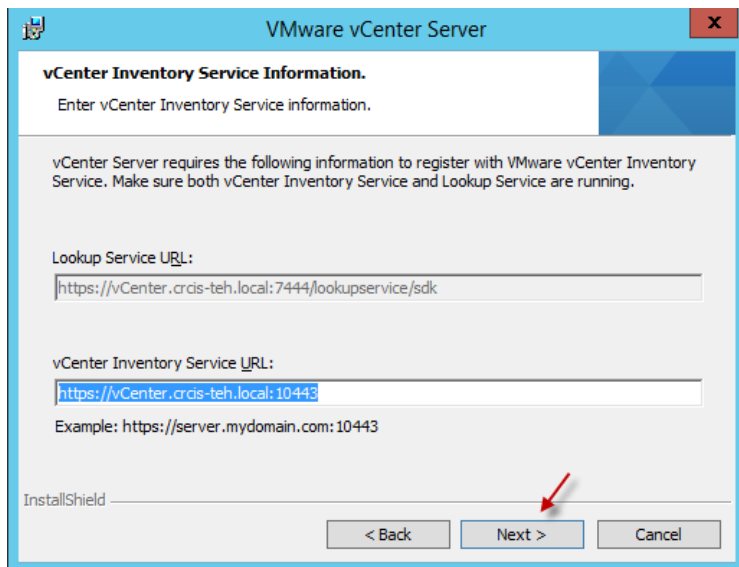 VMware vCenter Server
x
vCenter Inventory Service Information.
Enter vCenter Inventory Service information.
vCenter Server requires the following information to register with VMware vCenter Inventory
Service. Make sure both vCenter Inventory Service and Lookup Service are running.
Lookup Service URL:
https://vCenter.crcis-teh.local:7444/lookupservice/sdk
vCenter Inventory Service URL:
https://vCenter.crcis-teh.local:10443
Example: https://server.mydomain.com:10443
InstallShield
< Back Next > Cancel